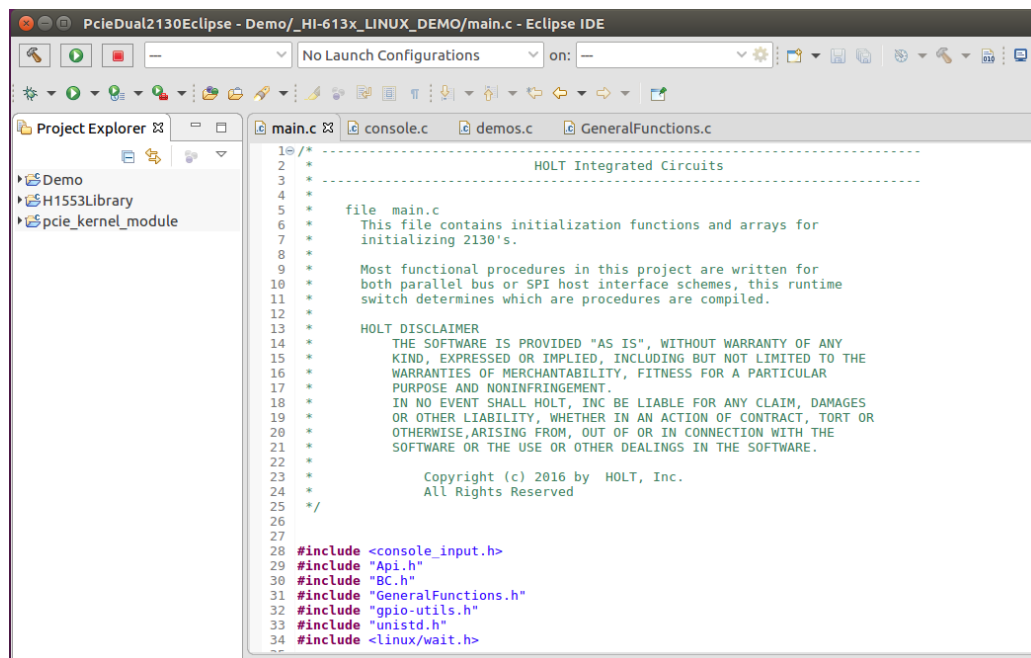 PcieDual2130Eclipse - Demo/_HI-613x_LINUX_DEMO/main.c - Eclipse IDE
--- No Launch Configurations on: ---
Project Explorer
Demo
H1553Library
pcie_kernel_module
main.c console.c demos.c GeneralFunctions.c
1 /* -----------------------------------------------------------------------------
2 * HOLT Integrated Circuits
3 * -----------------------------------------------------------------------------
4 *
5 * file main.c
6 * This file contains initialization functions and arrays for
7 * initializing 2130's.
8 *
9 * Most functional procedures in this project are written for
10 * both parallel bus or SPI host interface schemes, this runtime
11 * switch determines which are procedures are compiled.
12 *
13 * HOLT DISCLAIMER
14 * THE SOFTWARE IS PROVIDED "AS IS", WITHOUT WARRANTY OF ANY
15 * KIND, EXPRESSED OR IMPLIED, INCLUDING BUT NOT LIMITED TO THE
16 * WARRANTIES OF MERCHANTABILITY, FITNESS FOR A PARTICULAR
17 * PURPOSE AND NONINFRINGEMENT.
18 * IN NO EVENT SHALL HOLT, INC BE LIABLE FOR ANY CLAIM, DAMAGES
19 * OR OTHER LIABILITY, WHETHER IN AN ACTION OF CONTRACT, TORT OR
20 * OTHERWISE,ARISING FROM, OUT OF OR IN CONNECTION WITH THE
21 * SOFTWARE OR THE USE OR OTHER DEALINGS IN THE SOFTWARE.
22 *
23 * Copyright (c) 2016 by HOLT, Inc.
24 * All Rights Reserved
25 */
26
27
28 #include <console_input.h>
29 #include "Api.h"
30 #include "BC.h"
31 #include "GeneralFunctions.h"
32 #include "gpio-utils.h"
33 #include "unistd.h"
34 #include <linux/wait.h>